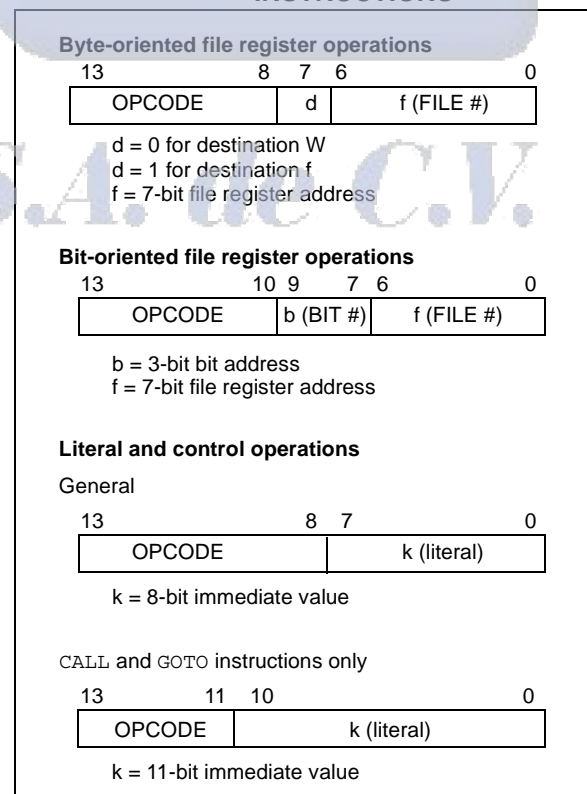 INSTRUCTIONS
Byte-oriented file register operations
13 8 7 6 0
OPCODE d f (FILE #)
d = 0 for destination W
d = 1 for destination f
f = 7-bit file register address
S.A. de C.V.
Bit-oriented file register operations
13 10 9 7 6 0
OPCODE b (BIT #) f (FILE #)
b = 3-bit bit address
f = 7-bit file register address
Literal and control operations
General
13 8 7 0
OPCODE k (literal)
k = 8-bit immediate value
CALL and GOTO instructions only
13 11 10 0
OPCODE k (literal)
k = 11-bit immediate value